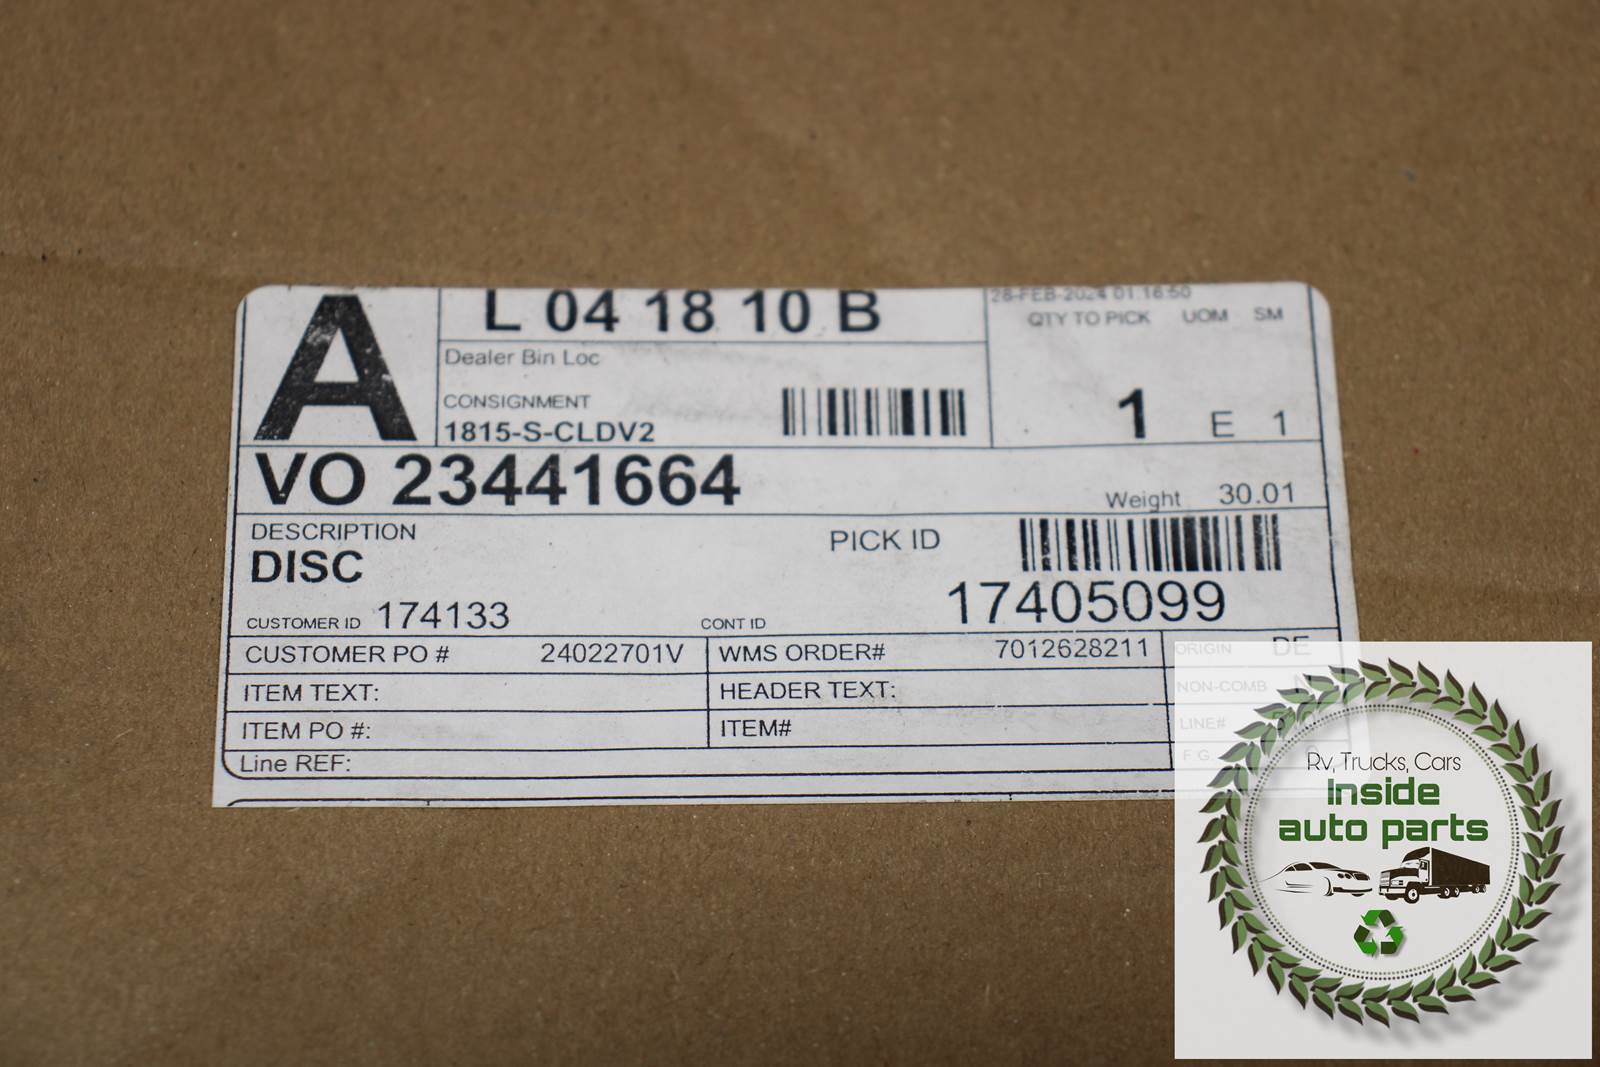 A
L 04 18 10 B
28-FEB-2024 01:16:50
QTY TO PICK UOM SM
Dealer Bin Loc
CONSIGNMENT
1815-S-CLDV2
1 E 1
VO 23441664
Weight 30.01
DESCRIPTION
DISC
PICK ID
17405099
CUSTOMER ID 174133
CONT ID
CUSTOMER PO # 24022701V
WMS ORDER# 7012628211
ORIGIN DE
ITEM TEXT:
HEADER TEXT:
NON-COMB N
ITEM PO #:
ITEM#
LINE#
Line REF:
F G.
Rv, Trucks, Cars
Inside
auto parts